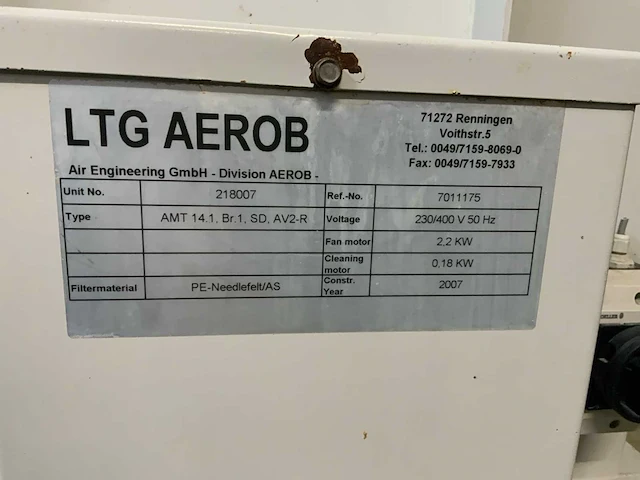 LTG AEROB
Air Engineering GmbH - Division AEROB -
71272 Renningen
Voithstr.5
Tel.: 0049/7159-8069-0
Fax: 0049/7159-7933
Unit No. 218007 Ref.-No. 7011175
Type AMT 14.1, Br.1, SD, AV2-R Voltage 230/400 V 50 Hz
Fan motor 2,2 KW
Cleaning motor 0,18 KW
Filtermaterial PE-Needlefelt/AS Constr. Year 2007